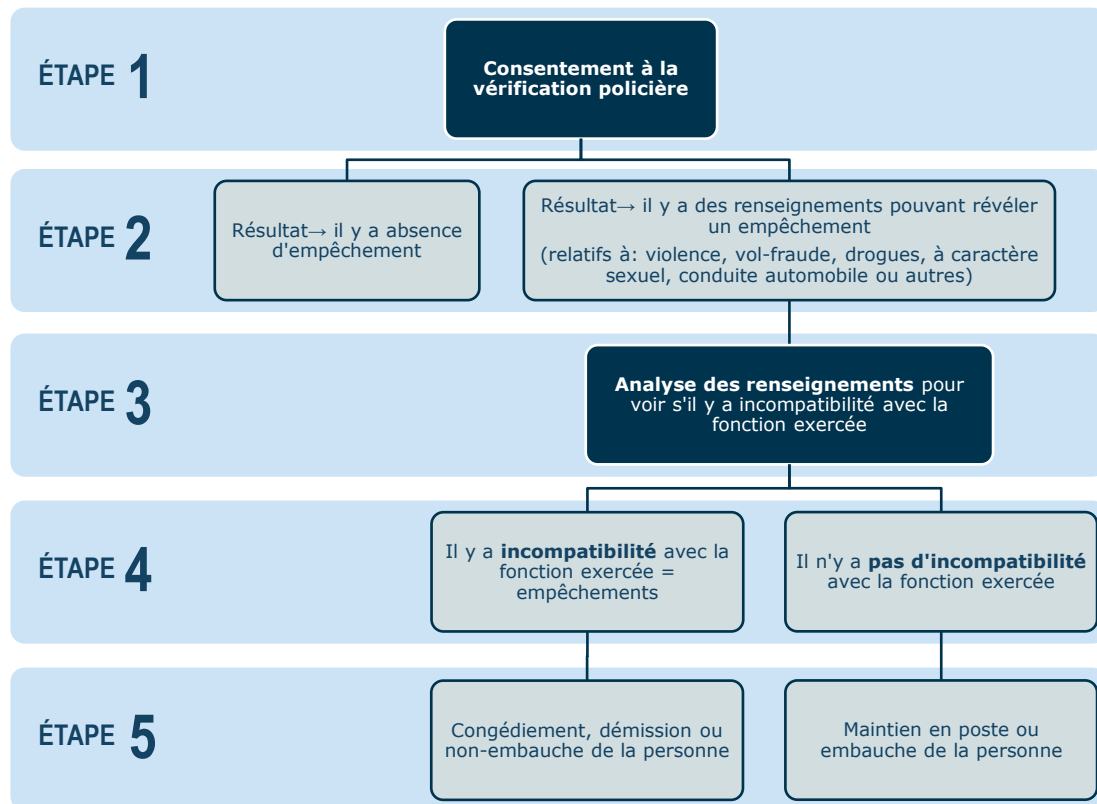 ÉTAPE 1
Consentement à la
vérification policière
ÉTAPE 2
Résultat→ il y a absence
d'empêchement
Résultat→ il y a des renseignements pouvant révéler
un empêchement
(relatifs à: violence, vol-fraude, drogues, à caractère
sexuel, conduite automobile ou autres)
ÉTAPE 3
Analyse des renseignements pour
voir s'il y a incompatibilité avec la
fonction exercée
ÉTAPE 4
Il y a incompatibilité avec la
fonction exercée =
empêchements
Il n'y a pas d'incompatibilité
avec la fonction exercée
ÉTAPE 5
Congédiement, démission ou
non-embauche de la personne
Maintien en poste ou
embauche de la personne